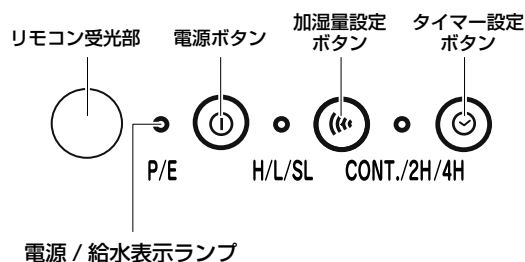 リモコン受光部
電源ボタン
加湿量設定
ボタン
タイマー設定
ボタン
P/E
H/L/SL
CONT./2H/4H
電源 / 給水表示ランプ